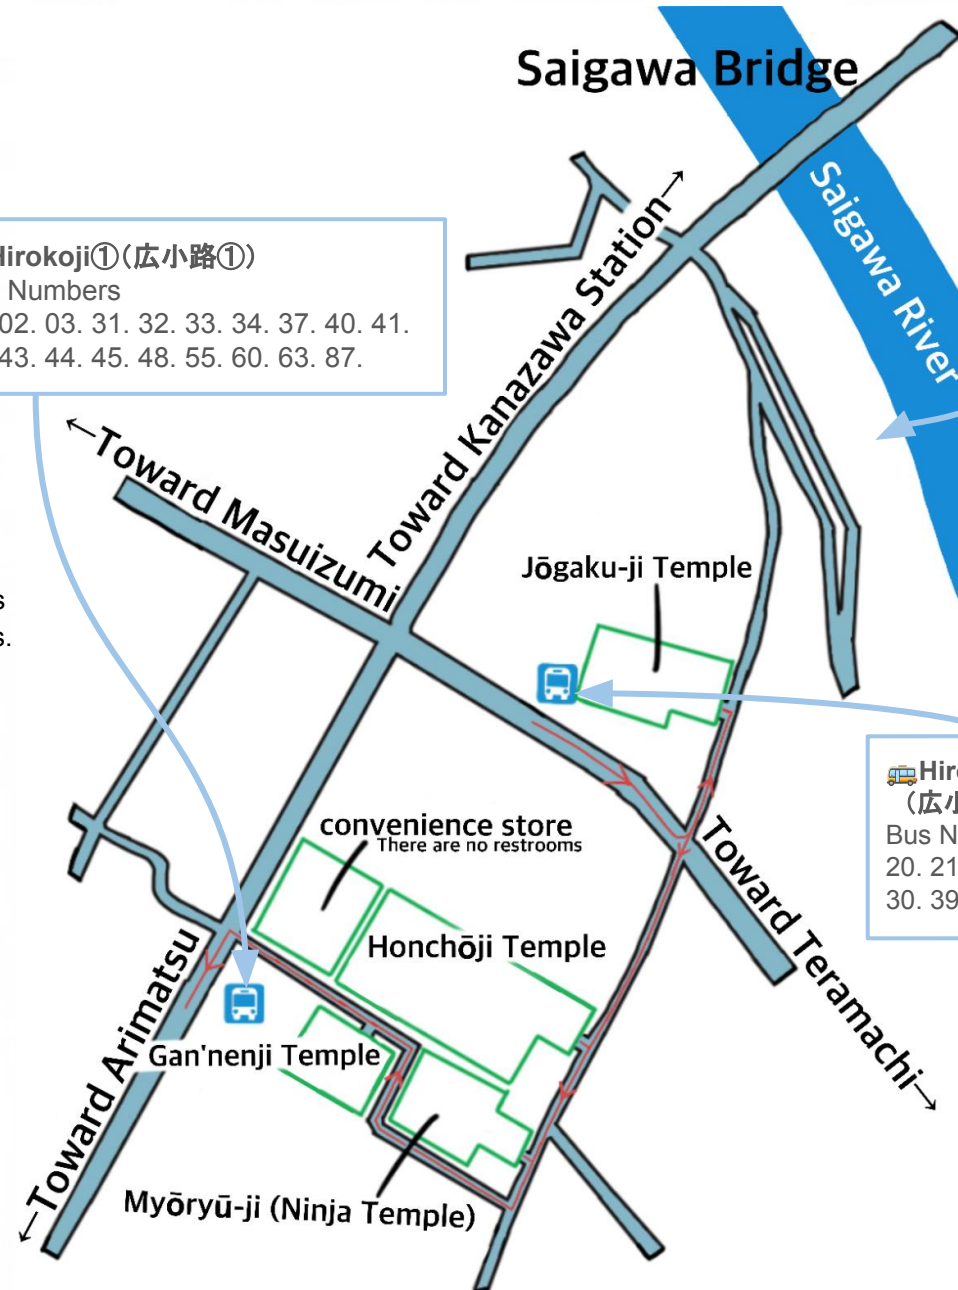 Saigawa Bridge
Saigawa River
Hirokoji①(広小路①)
Numbers
02. 03. 31. 32. 33. 34. 37. 40. 41.
43. 44. 45. 48. 55. 60. 63. 87.
Toward Kanazawa Station→
←Toward Masuizumi
Jōgaku-ji Temple
s.
🚌Hiro
(広小
Bus N
20. 21
30. 39
convenience store
There are no restrooms
Toward Teramachi→
Honchōji Temple
Gan'nenji Temple
←Toward Arimatsu
Myōryū-ji (Ninja Temple)